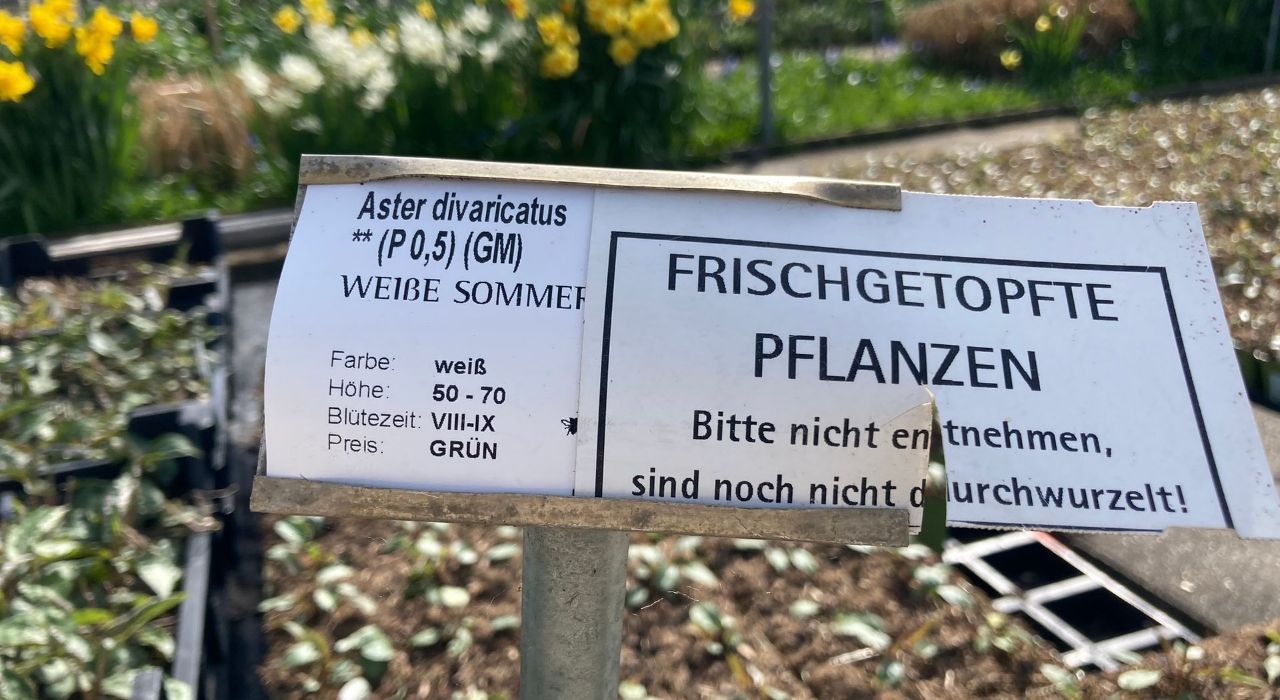 Aster divaricatus
** (P 0,5) (GM)
WEIßE SOMMER
Farbe: weiß
Höhe: 50 - 70
Blütezeit: VIII-IX
Preis: GRÜN
FRISCHGETOPFTE
PFLANZEN
Bitte nicht entnehmen,
sind noch nicht durchwurzelt!